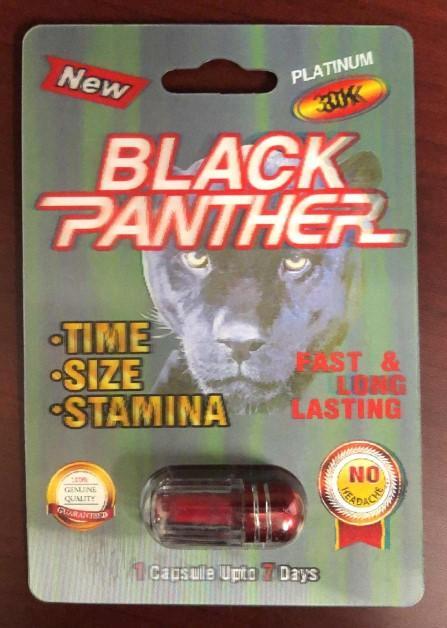 New
PLATINUM
BLACK
PANTHER
•TIME
•SIZE
•STAMINA
FAST &
LONG
LASTING
100%
GENUINE
QUALITY
GUARANTEED
NO
HEADACHE
1 Capsule Upto 7 Days